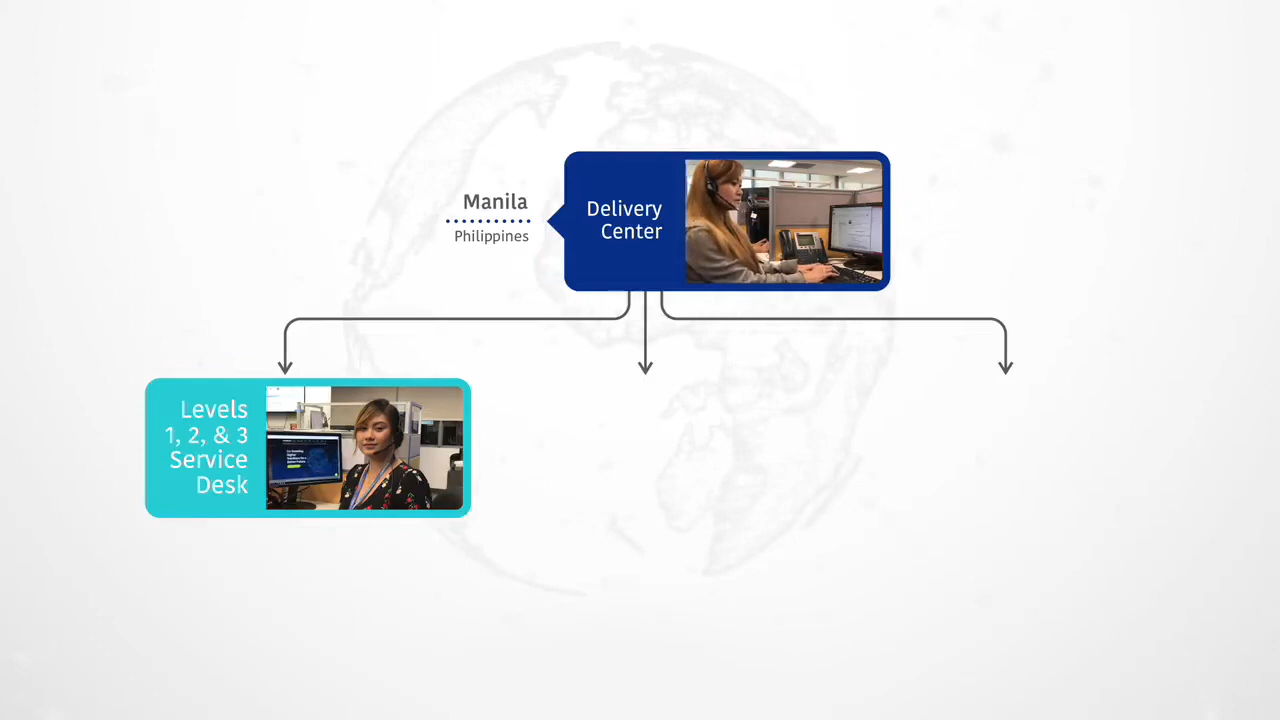 Manila
Philippines
Delivery
Center
Levels
1, 2, & 3
Service
Desk